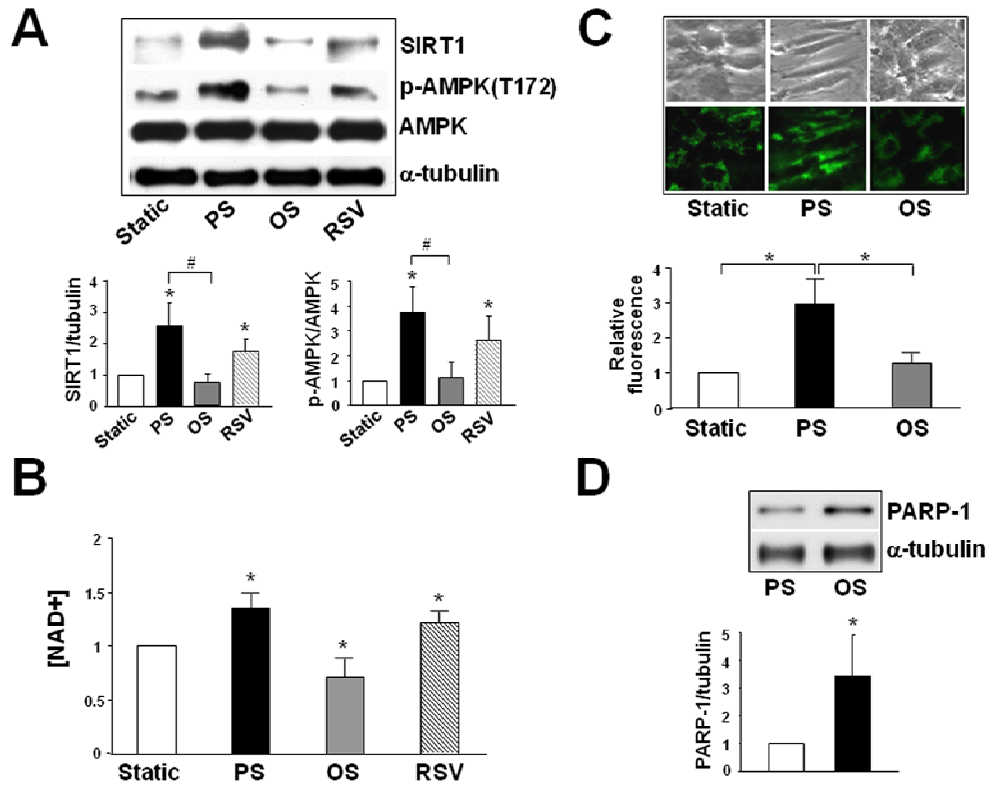 A
SIRT1
p-AMPK(T172)
AMPK
α-tubulin
Static PS OS RSV
#
#
SIRT1/tubulin
4
3
2
1
0
*
*
Static PS OS RSV
p-AMPK/AMPK
5
4
3
2
1
0
*
*
Static PS OS RSV
B
[NAD+]
2
1.5
1
0.5
0
*
*
*
Static PS OS RSV
C
Static PS OS
Relative
fluorescence
4
3
2
1
0
*
*
Static PS OS
D
PARP-1
α-tubulin
PS OS
PARP-1/tubulin
5
4
3
2
1
0
*